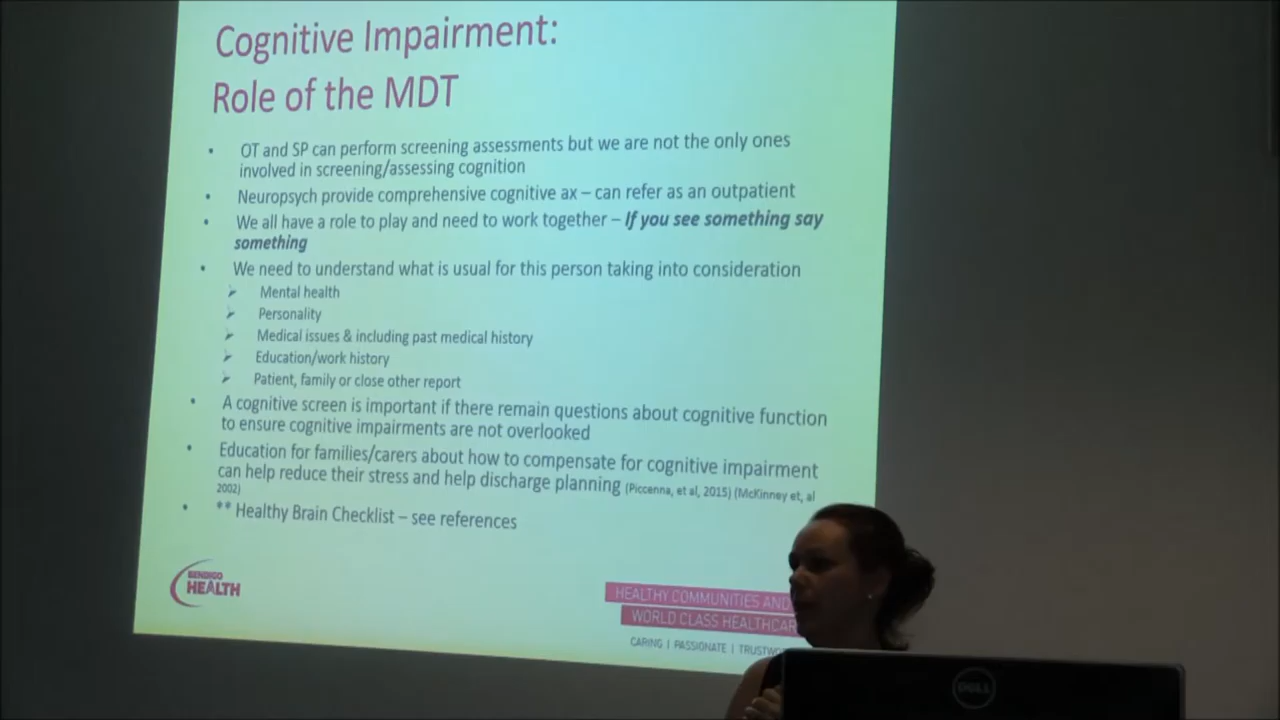 Cognitive Impairment:
Role of the MDT
• OT and SP can perform screening assessments but we are not the only ones
involved in screening/assessing cognition
• Neuropsych provide comprehensive cognitive ax – can refer as an outpatient
• We all have a role to play and need to work together – If you see something say
something
• We need to understand what is usual for this person taking into consideration
➢ Mental health
➢ Personality
➢ Medical issues & including past medical history
➢ Education/work history
➢ Patient, family or close other report
• A cognitive screen is important if there remain questions about cognitive function
to ensure cognitive impairments are not overlooked
• Education for families/carers about how to compensate for cognitive impairment
can help reduce their stress and help discharge planning (Piccenna, et al, 2015) (McKinney et, al
2002)
• ** Healthy Brain Checklist – see references
BENDIGO
HEALTH
HEALTHY COMMUNITIES AND
WORLD CLASS HEALTHCAR
CARING | PASSIONATE | TRUSTWO
DELL